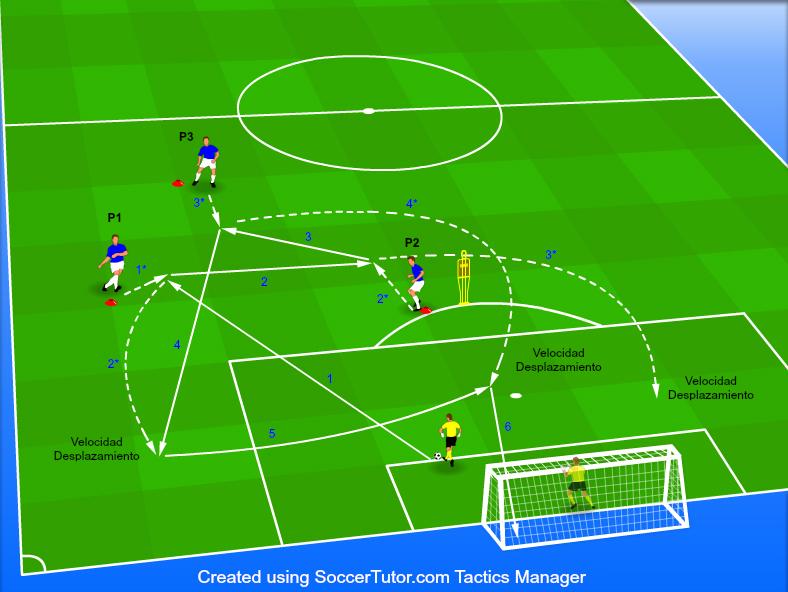 P3
3*
4*
P1
3
P2
3*
1*
2
2*
4
2*
1
Velocidad
Desplazamiento
Velocidad
Desplazamiento
Velocidad
Desplazamiento
5
6
Created using SoccerTutor.com Tactics Manager